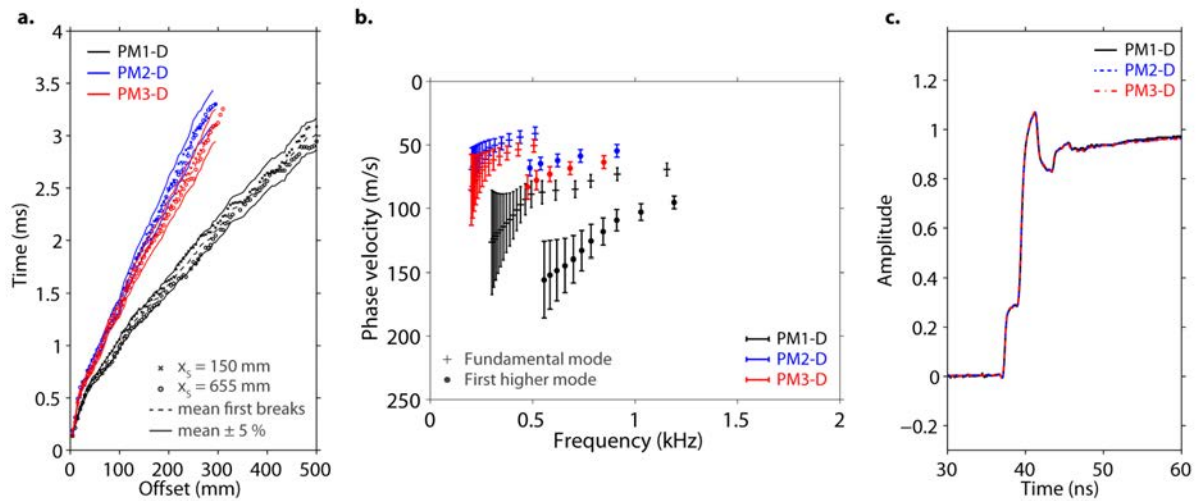 a.
PM1-D
PM2-D
PM3-D
Time (ms)
4
3.5
3
2.5
2
1.5
1
0.5
0
× xs = 150 mm
o xs = 655 mm
mean first breaks
mean ± 5 %
0 100 200 300 400 500
Offset (mm)
b.
Phase velocity (m/s)
0
50
100
150
200
250
+ Fundamental mode
• First higher mode
PM1-D
PM2-D
PM3-D
0 0.5 1 1.5 2
Frequency (kHz)
c.
PM1-D
PM2-D
PM3-D
Amplitude
1.2
1
0.8
0.6
0.4
0.2
0
−0.2
30 40 50 60
Time (ns)